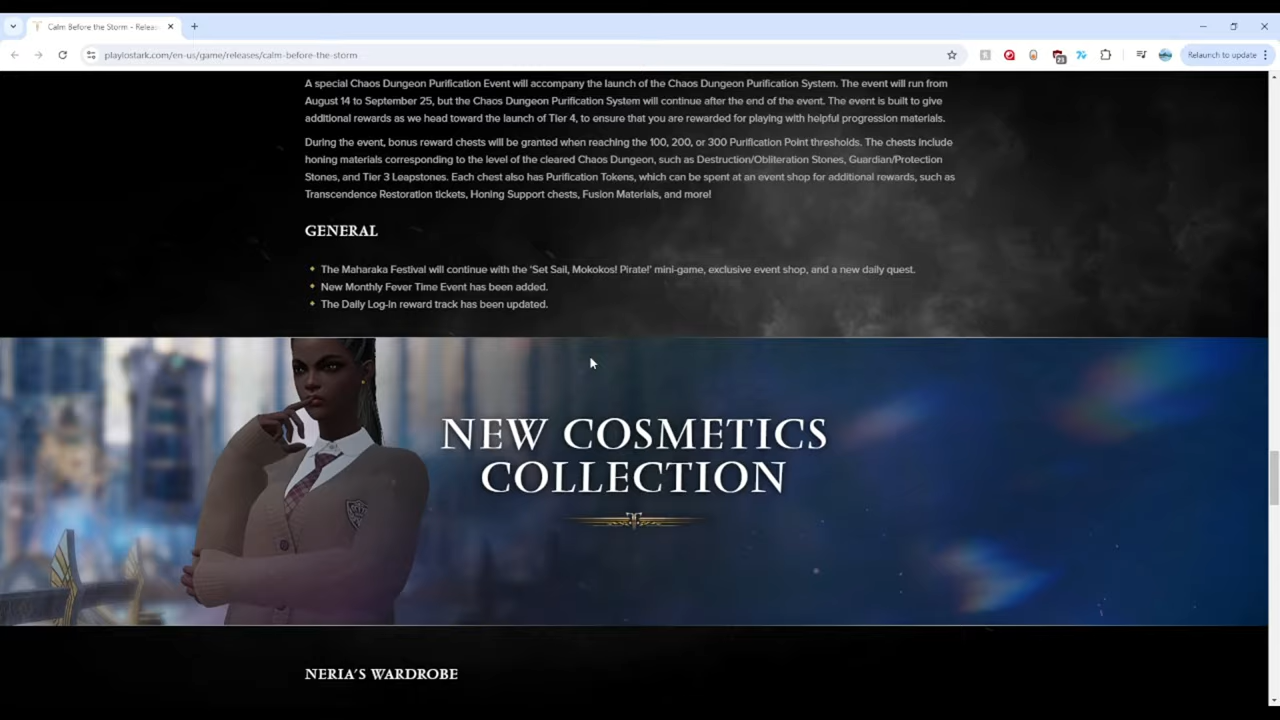 Calm Before the Storm - Releas
playlostark.com/en-us/game/releases/calm-before-the-storm
23
Relaunch to update
A special Chaos Dungeon Purification Event will accompany the launch of the Chaos Dungeon Purification System. The event will run from
August 14 to September 25, but the Chaos Dungeon Purification System will continue after the end of the event. The event is built to give
additional rewards as we head toward the launch of Tier 4, to ensure that you are rewarded for playing with helpful progression materials.
During the event, bonus reward chests will be granted when reaching the 100, 200, or 300 Purification Point thresholds. The chests include
honing materials corresponding to the level of the cleared Chaos Dungeon, such as Destruction/Obliteration Stones, Guardian/Protection
Stones, and Tier 3 Leapstones. Each chest also has Purification Tokens, which can be spent at an event shop for additional rewards, such as
Transcendence Restoration tickets, Honing Support chests, Fusion Materials, and more!
GENERAL
The Maharaka Festival will continue with the 'Set Sail, Mokokos! Pirate!' mini-game, exclusive event shop, and a new daily quest.
New Monthly Fever Time Event has been added.
The Daily Log-In reward track has been updated.
NEW COSMETICS
COLLECTION
NERIA'S WARDROBE